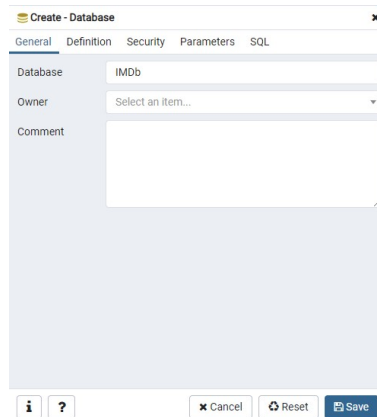 Create - Database
General Definition Security Parameters SQL
Database IMDb
Owner Select an item...
Comment
i ? Cancel Reset Save